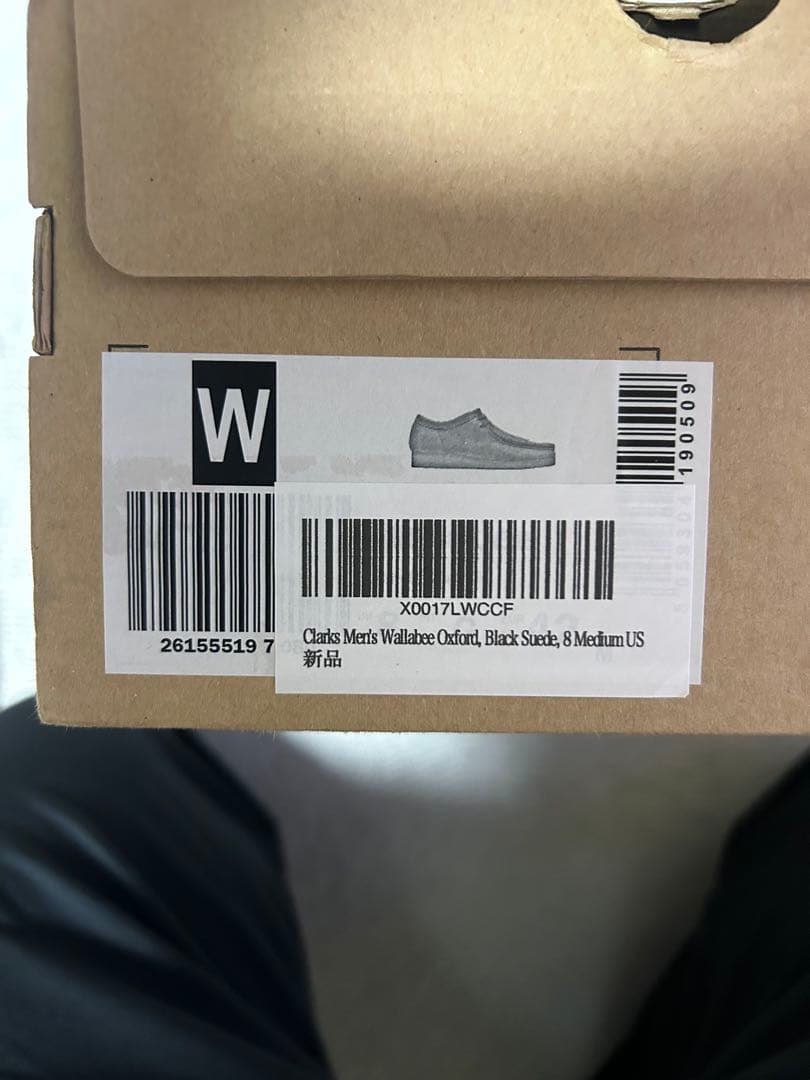 W
190509
X0017LWCCF
26155519 7
Clarks Men's Wallabee Oxford, Black Suede, 8 Medium US
新品